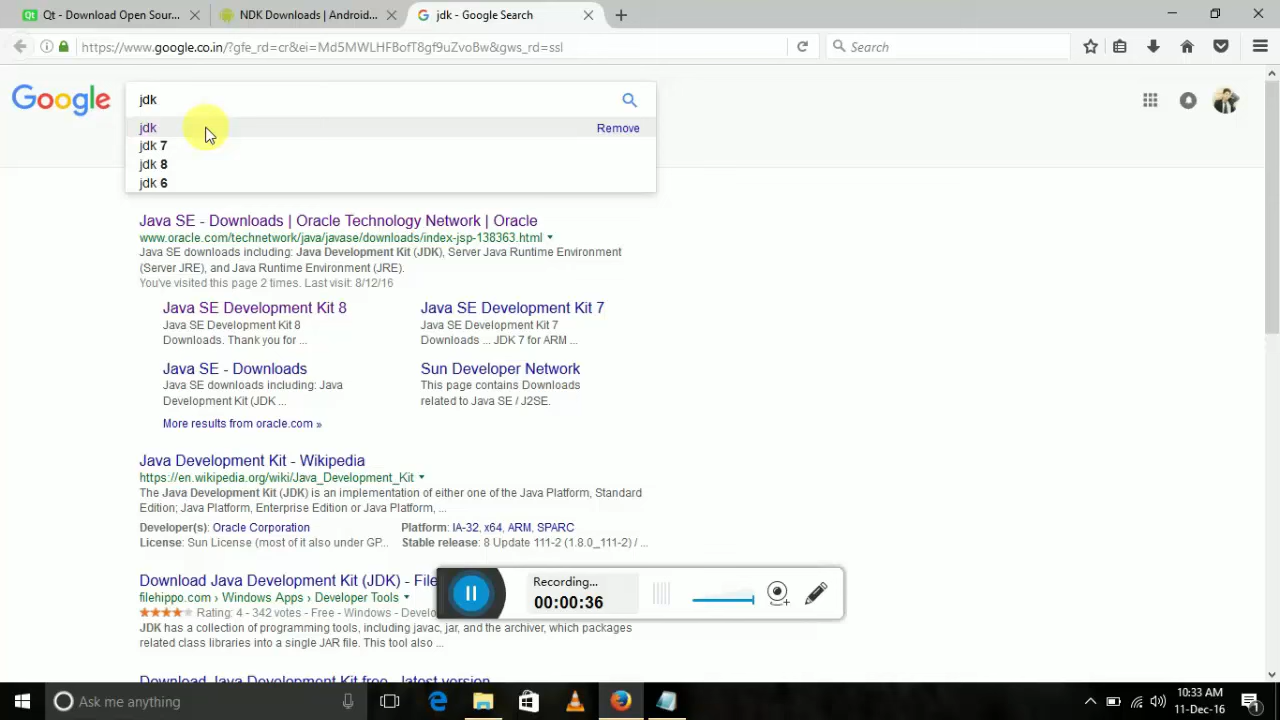 Qt - Download Open Sour...
NDK Downloads | Android...
jdk - Google Search
https://www.google.co.in/?gfe_rd=cr&ei=Md5MWLHFBofT8gf9uZvoBw&gws_rd=ssl
Search
Google
jdk
jdk
Remove
jdk 7
jdk 8
jdk 6
Java SE - Downloads | Oracle Technology Network | Oracle
www.oracle.com/technetwork/java/javase/downloads/index-jsp-138363.html
Java SE downloads including: Java Development Kit (JDK), Server Java Runtime Environment
(Server JRE), and Java Runtime Environment (JRE).
You've visited this page 2 times. Last visit: 8/12/16
Java SE Development Kit 8
Java SE Development Kit 8
Downloads. Thank you for ...
Java SE Development Kit 7
Java SE Development Kit 7
Downloads ... JDK 7 for ARM ...
Java SE - Downloads
Java SE downloads including: Java
Development Kit (JDK ...
Sun Developer Network
This page contains Downloads
related to Java SE / J2SE.
More results from oracle.com »
Java Development Kit - Wikipedia
https://en.wikipedia.org/wiki/Java_Development_Kit
The Java Development Kit (JDK) is an implementation of either one of the Java Platform, Standard
Edition; Java Platform, Enterprise Edition or Java Platform, ...
Developer(s): Oracle Corporation
Platform: IA-32, x64, ARM, SPARC
License: Sun License (most of it also under GP...
Stable release: 8 Update 111-2 (1.8.0_111-2) / ...
Download Java Development Kit (JDK) - File
filehippo.com › Windows Apps › Developer Tools
Rating: 4 - 342 votes - Free - Windows - Develo
JDK has a collection of programming tools, including javac, jar, and the archiver, which packages
related class libraries into a single JAR file. This tool also ...
Download Java Development Kit free - latest version
Recording...
00:00:36
Ask me anything
10:33 AM
11-Dec-16
1